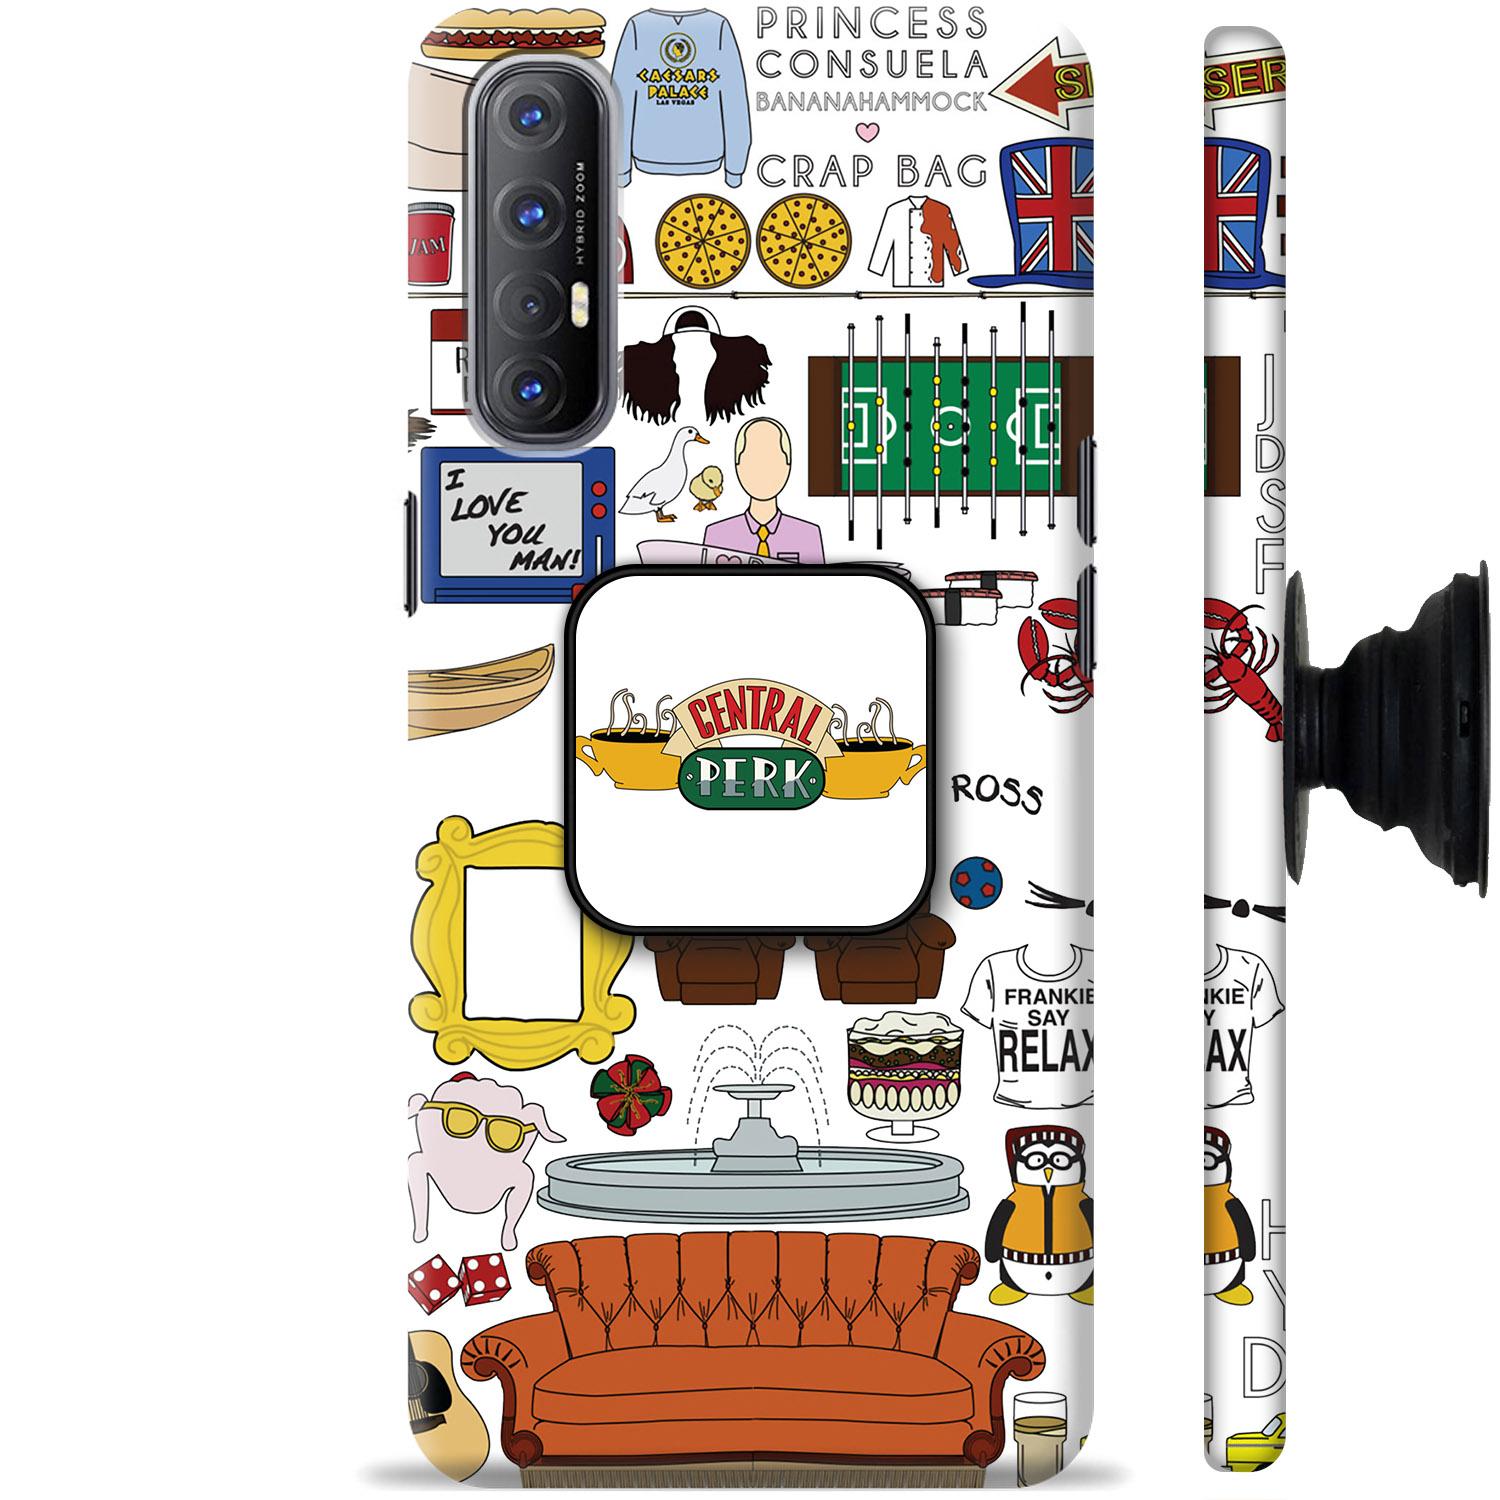 PRINCESS
CONSUELA
BANANAHAMMOCK
CRAP BAG
CAESARS
PALACE
LAS VEGAS
HYBRID ZOOM
JAM
I
LOVE
YOU
MAN!
CENTRAL
PERK
ROSS
FRANKIE
SAY
RELAX